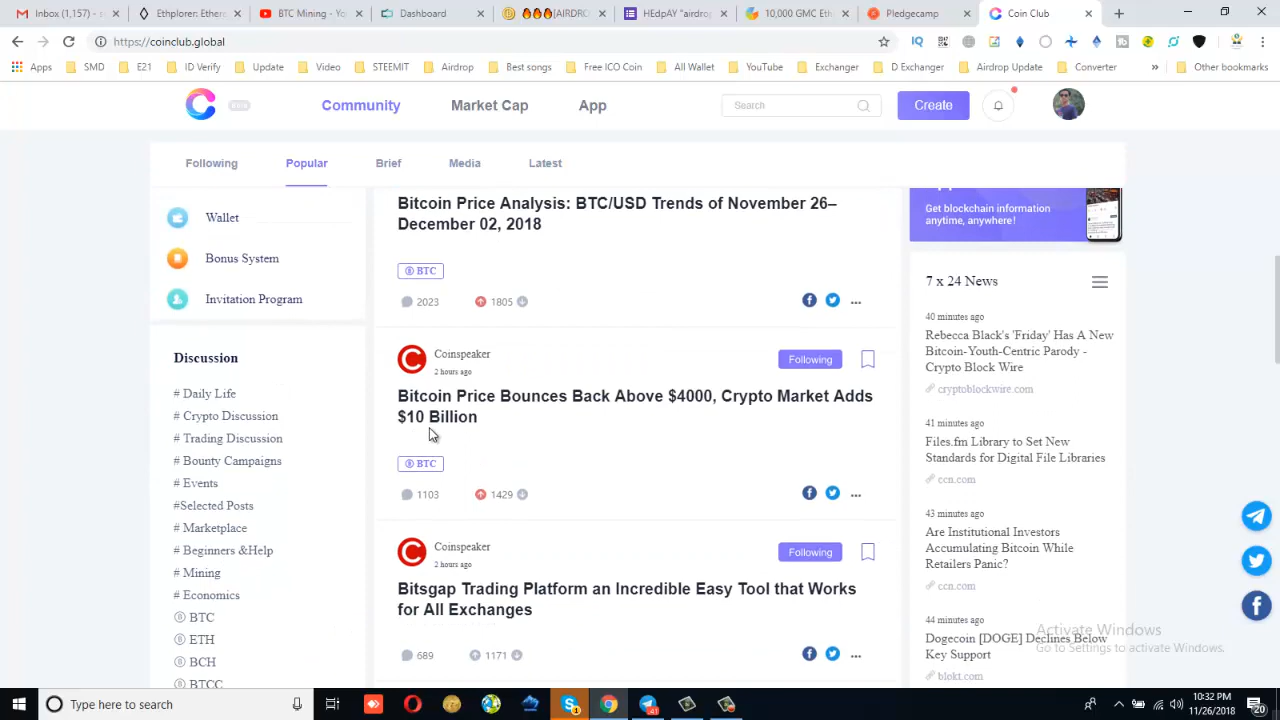 Gmail (1,157) -
Ethplorer: Tok
BTC Mining -
Dashboard
[AIRDRO
HEdpAY "airdrop
10,000 GMC Eth
Pledgecamp
Coin Club
https://coinclub.global
Apps SMD E21 ID Verify Update Video STEEMIT Airdrop Best songs Free ICO Coin All Wallet YouTube Exchanger D Exchanger Airdrop Update Converter » Other bookmarks
Community Market Cap App Search Create
Following Popular Brief Media Latest
Wallet
Bonus System
Invitation Program
Discussion
# Daily Life
# Crypto Discussion
# Trading Discussion
# Bounty Campaigns
# Events
#Selected Posts
# Marketplace
# Beginners &Help
# Mining
# Economics
BTC
ETH
BCH
BTCC
Bitcoin Price Analysis: BTC/USD Trends of November 26–
December 02, 2018
BTC
2023 1805
Coinspeaker
2 hours ago
Following
Bitcoin Price Bounces Back Above $4000, Crypto Market Adds
$10 Billion
BTC
1103 1429
Coinspeaker
2 hours ago
Following
Bitsgap Trading Platform an Incredible Easy Tool that Works
for All Exchanges
689 1171
Get blockchain information
anytime, anywhere!
7 x 24 News
40 minutes ago
Rebecca Black's 'Friday' Has A New
Bitcoin-Youth-Centric Parody -
Crypto Block Wire
cryptoblockwire.com
41 minutes ago
Files.fm Library to Set New
Standards for Digital File Libraries
ccn.com
43 minutes ago
Are Institutional Investors
Accumulating Bitcoin While
Retailers Panic?
ccn.com
44 minutes ago
Dogecoin [DOGE] Declines Below
Key Support
blokt.com
Activate Windows
Go to Settings to activate Windows.
Type here to search
10:32 PM
11/26/2018